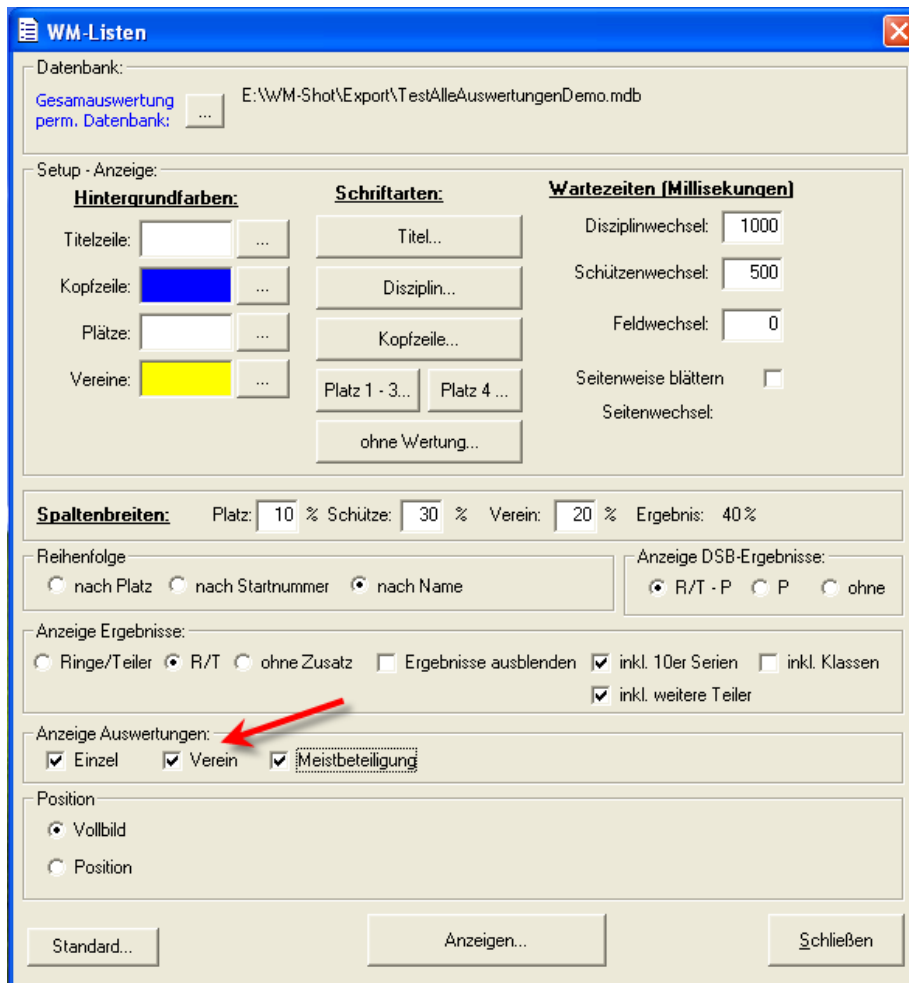 WM-Listen
Datenbank:
Gesamauswertung
perm. Datenbank:
...
E:\WM-Shot\Export\TestAlleAuswertungenDemo.mdb
Setup - Anzeige:
Hintergrundfarben:
Titelzeile: ...
Kopfzeile: ...
Plätze: ...
Vereine: ...
Schriftarten:
Titel...
Disziplin...
Kopfzeile...
Platz 1 - 3... Platz 4 ...
ohne Wertung...
Wartezeiten (Millisekungen)
Disziplinwechsel: 1000
Schützenwechsel: 500
Feldwechsel: 0
Seitenweise blättern
Seitenwechsel:
Spaltenbreiten: Platz: 10 % Schütze: 30 % Verein: 20 % Ergebnis: 40%
Reihenfolge
nach Platz nach Startnummer nach Name
Anzeige DSB-Ergebnisse:
R/T - P P ohne
Anzeige Ergebnisse:
Ringe/Teiler R/T ohne Zusatz Ergebnisse ausblenden inkl. 10er Serien inkl. Klassen
inkl. weitere Teiler
Anzeige Auswertungen:
Einzel Verein Meistbeteiligung
Position
Vollbild
Position
Standard... Anzeigen... Schließen